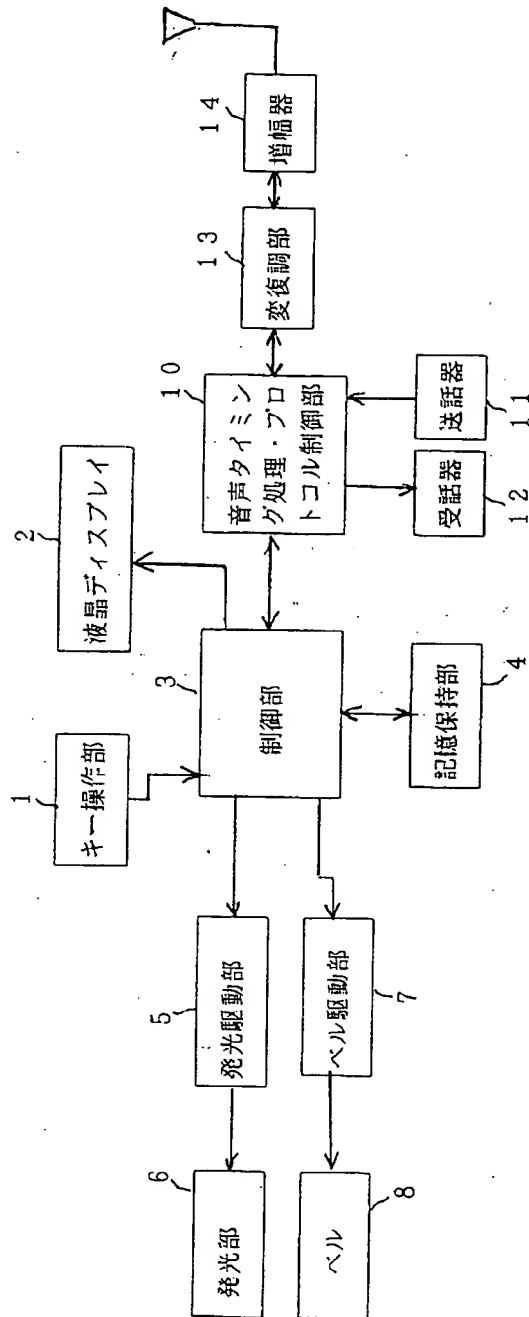 1
キー操作部
2
液晶ディスプレイ
3
制御部
4
記憶保持部
5
発光駆動部
6
発光部
7
ベル駆動部
8
ベル
10
音声タイミン
グ処理・プロ
トコル制御部
11
送話器
12
受話器
13
変復調部
14
増幅器